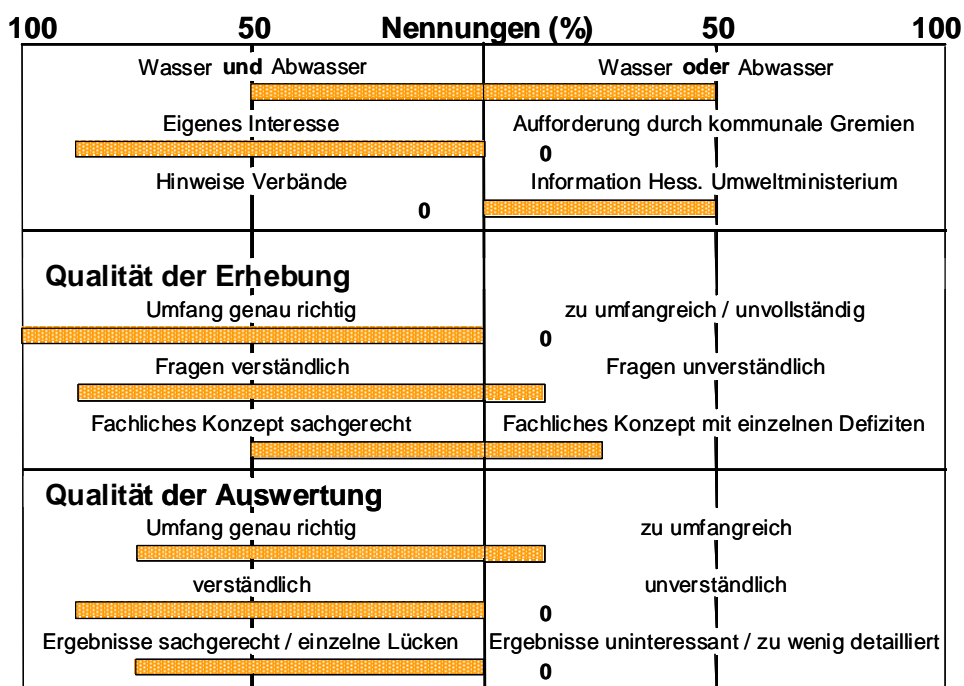 100 50 Nennungen (%) 50 100
Wasser und Abwasser Wasser oder Abwasser
Eigenes Interesse Aufforderung durch kommunale Gremien
0
Hinweise Verbände Information Hess. Umweltministerium
0
Qualität der Erhebung
Umfang genau richtig zu umfangreich / unvollständig
0
Fragen verständlich Fragen unverständlich
Fachliches Konzept sachgerecht Fachliches Konzept mit einzelnen Defiziten
Qualität der Auswertung
Umfang genau richtig zu umfangreich
verständlich unverständlich
0
Ergebnisse sachgerecht / einzelne Lücken Ergebnisse uninteressant / zu wenig detailliert
0